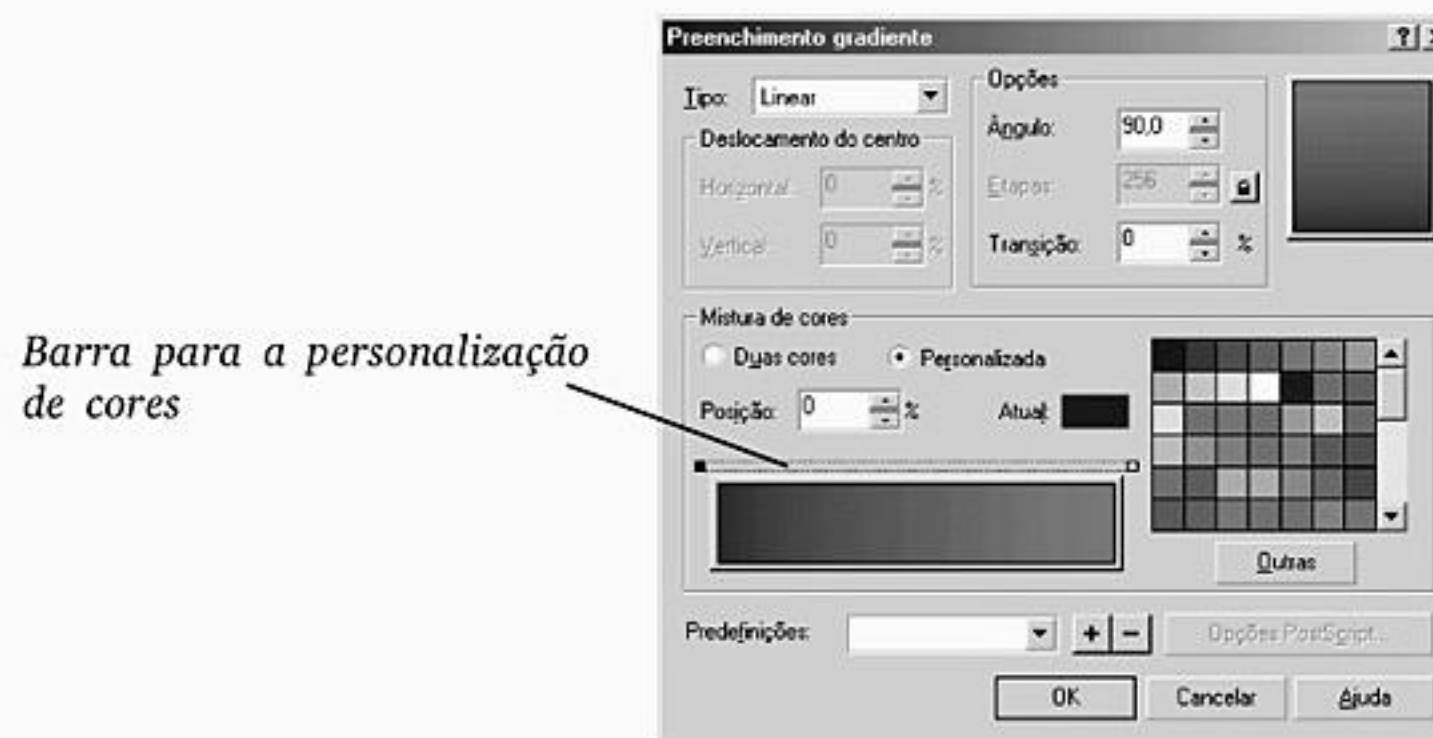 Preenchimento gradiente
Tipo: Linear
Opções
Ângulo: 90,0
Deslocamento do centro
Horizontal: 0 %
Etapas: 256
Vertical: 0 %
Transição: 0 %
Barra para a personalização
de cores
Mistura de cores
Duas cores Personalizada
Posição: 0 % Atual:
Outras
Predefinições: + -
Opções PostScript...
OK Cancelar Ajuda